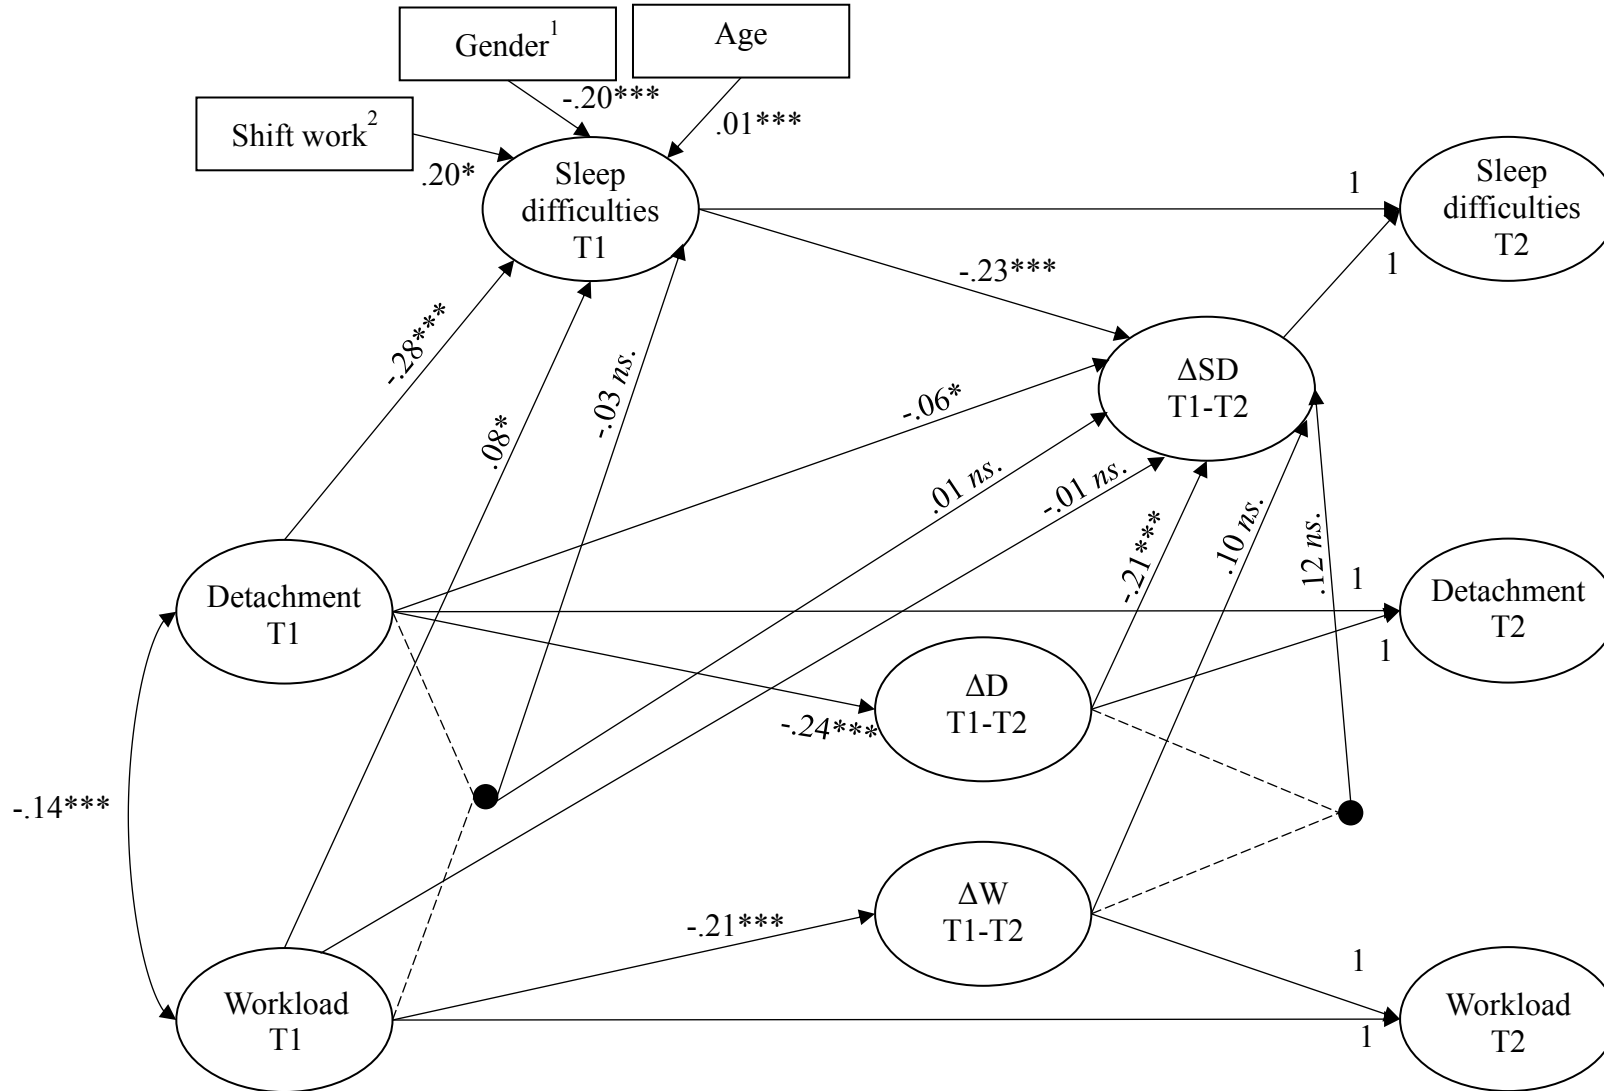 Gender1
Age
-.20***
Shift work2
.01***
.20*
Sleep
difficulties
T1
1
Sleep
difficulties
T2
1
-.23***
-.28***
.08*
-.03 ns.
-.06*
ΔSD
T1-T2
.01 ns.
-.01 ns.
-.21***
.10 ns.
.12 ns.
Detachment
T1
1
Detachment
T2
1
ΔD
T1-T2
-.24***
-.14***
ΔW
T1-T2
-.21***
1
Workload
T1
Workload
T2
1